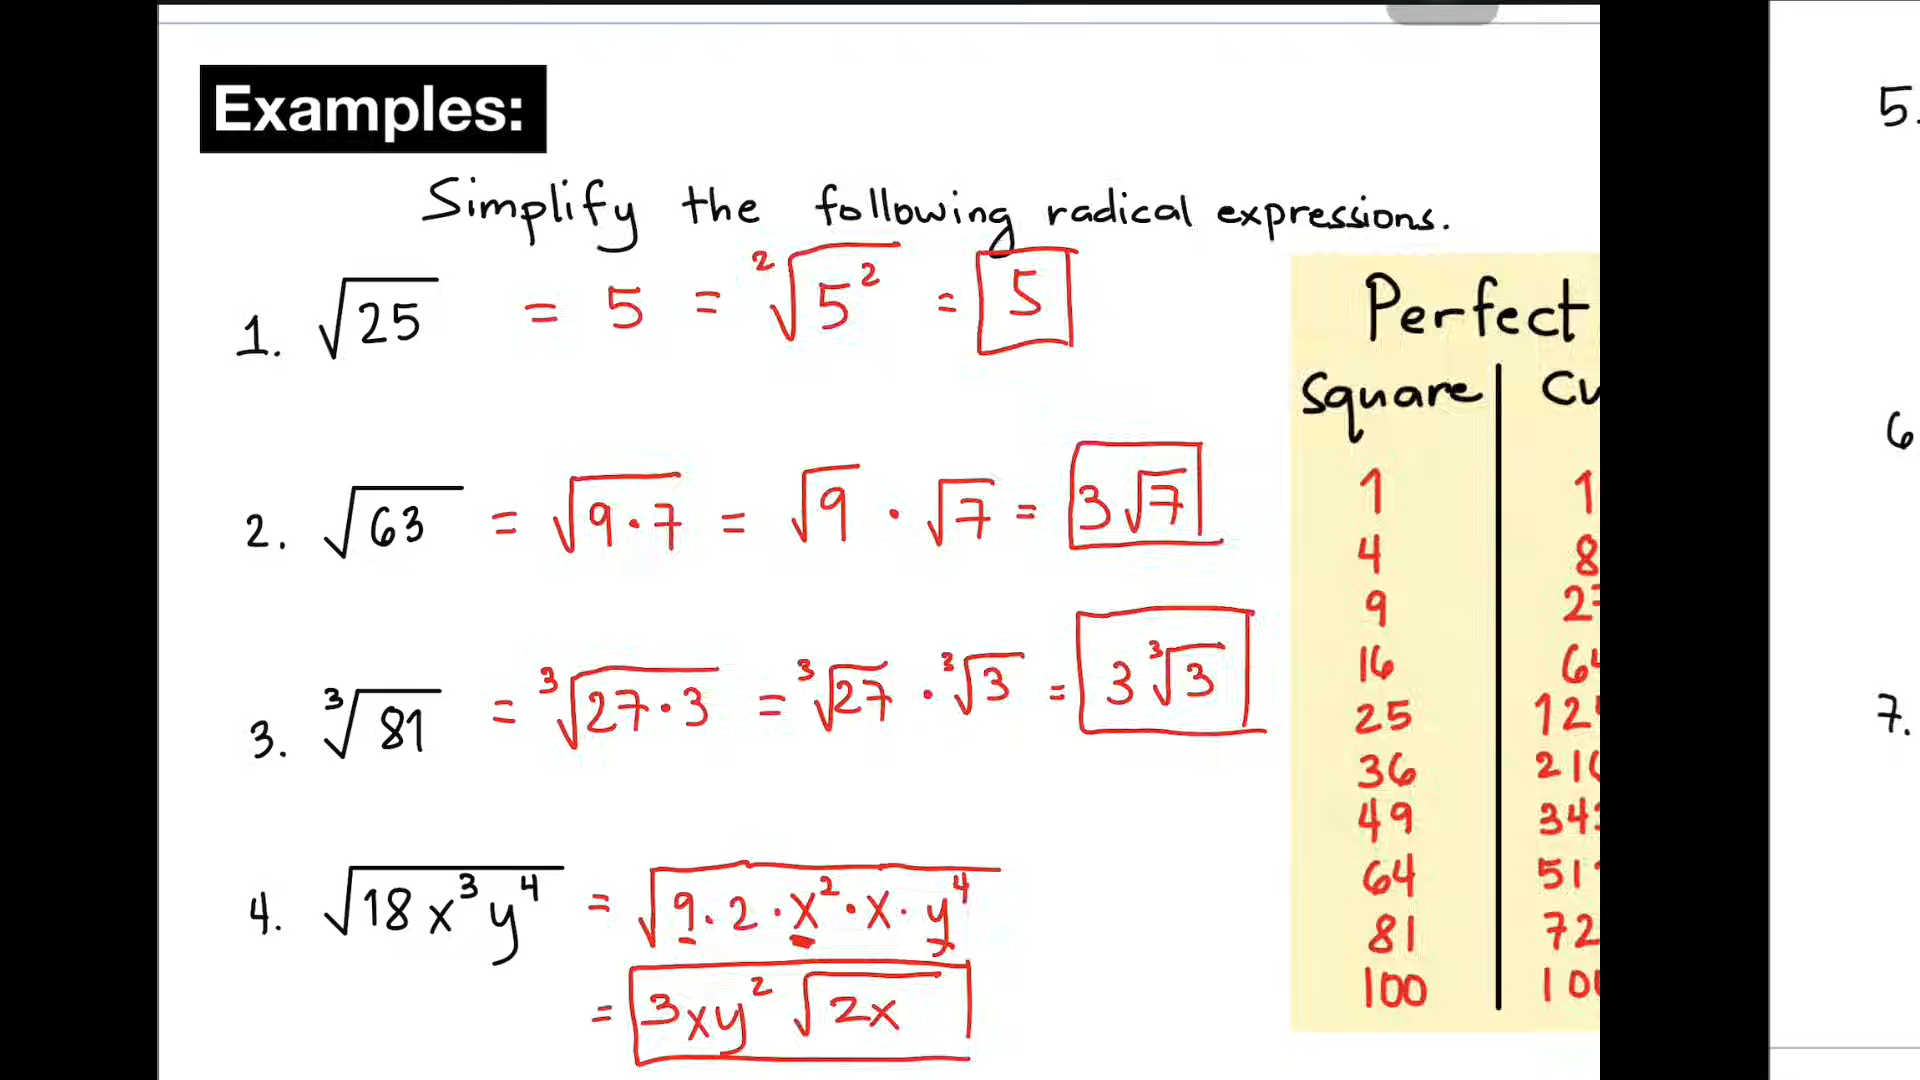 Examples:
Simplify the following radical expressions.
1. √25 = 5 = ²√5² = 5
2. √63 = √9·7 = √9 · √7 = 3√7
3. ³√81 = ³√27·3 = ³√27 · ³√3 = 3 ³√3
4. √18x³y⁴ = √9·2·x²·x·y⁴
= 3xy² √2x
Perfect
Square
1 1
4 8
9
16
25
36
49
64
81
100
5.
6
7.